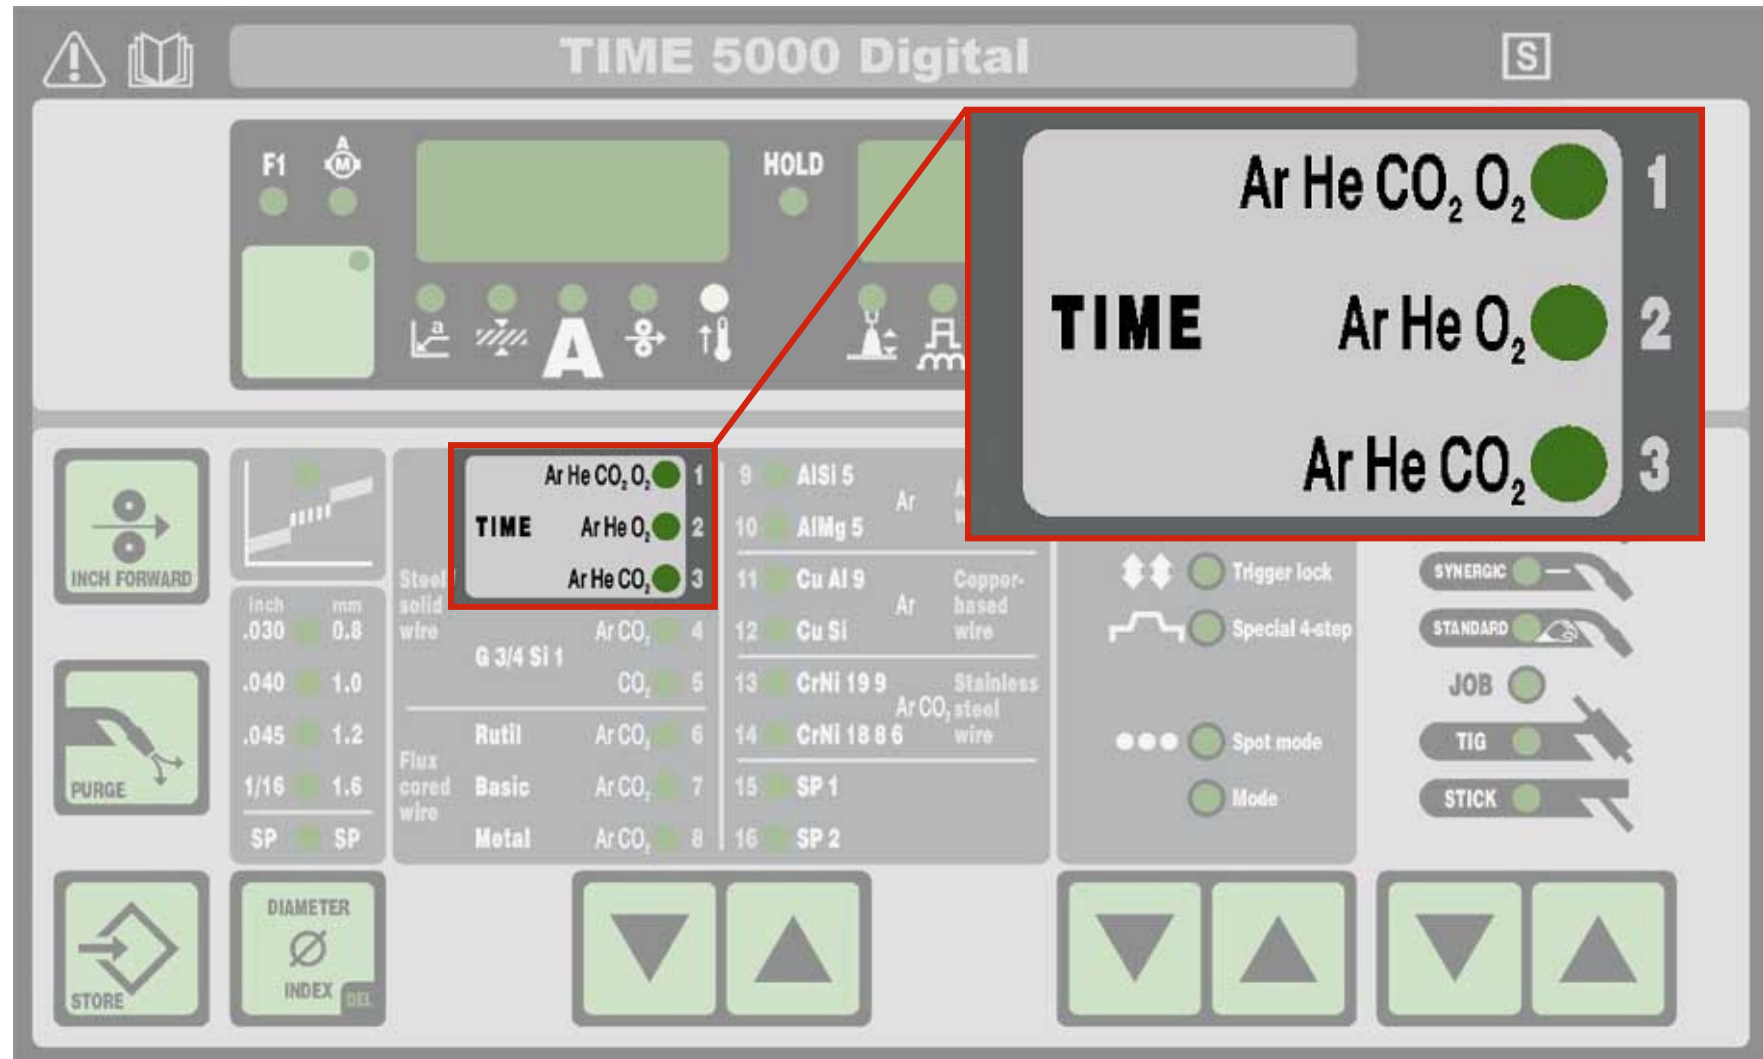 TIME 5000 Digital
S
F1
A
M
HOLD
a
A
Ar He CO₂ O₂ 1
TIME Ar He O₂ 2
Ar He CO₂ 3
INCH FORWARD
PURGE
STORE
inch mm
.030 0.8
.040 1.0
.045 1.2
1/16 1.6
SP SP
DIAMETER
Ø
INDEX DEL
Steel
solid
wire
Ar He CO₂ O₂ 1
TIME Ar He O₂ 2
Ar He CO₂ 3
G 3/4 Si 1
Ar CO₂ 4
CO₂ 5
Flux
cored
wire
Rutil Ar CO₂ 6
Basic Ar CO₂ 7
Metal Ar CO₂ 8
9 AlSi 5
Ar
10 AlMg 5
11 Cu Al 9
Ar
12 Cu Si
Copper-
based
wire
13 CrNi 19 9
Ar CO₂
14 CrNi 18 8 6
Stainless
steel
wire
15 SP 1
16 SP 2
Trigger lock
Special 4-step
Spot mode
Mode
SYNERGIC
STANDARD
JOB
TIG
STICK